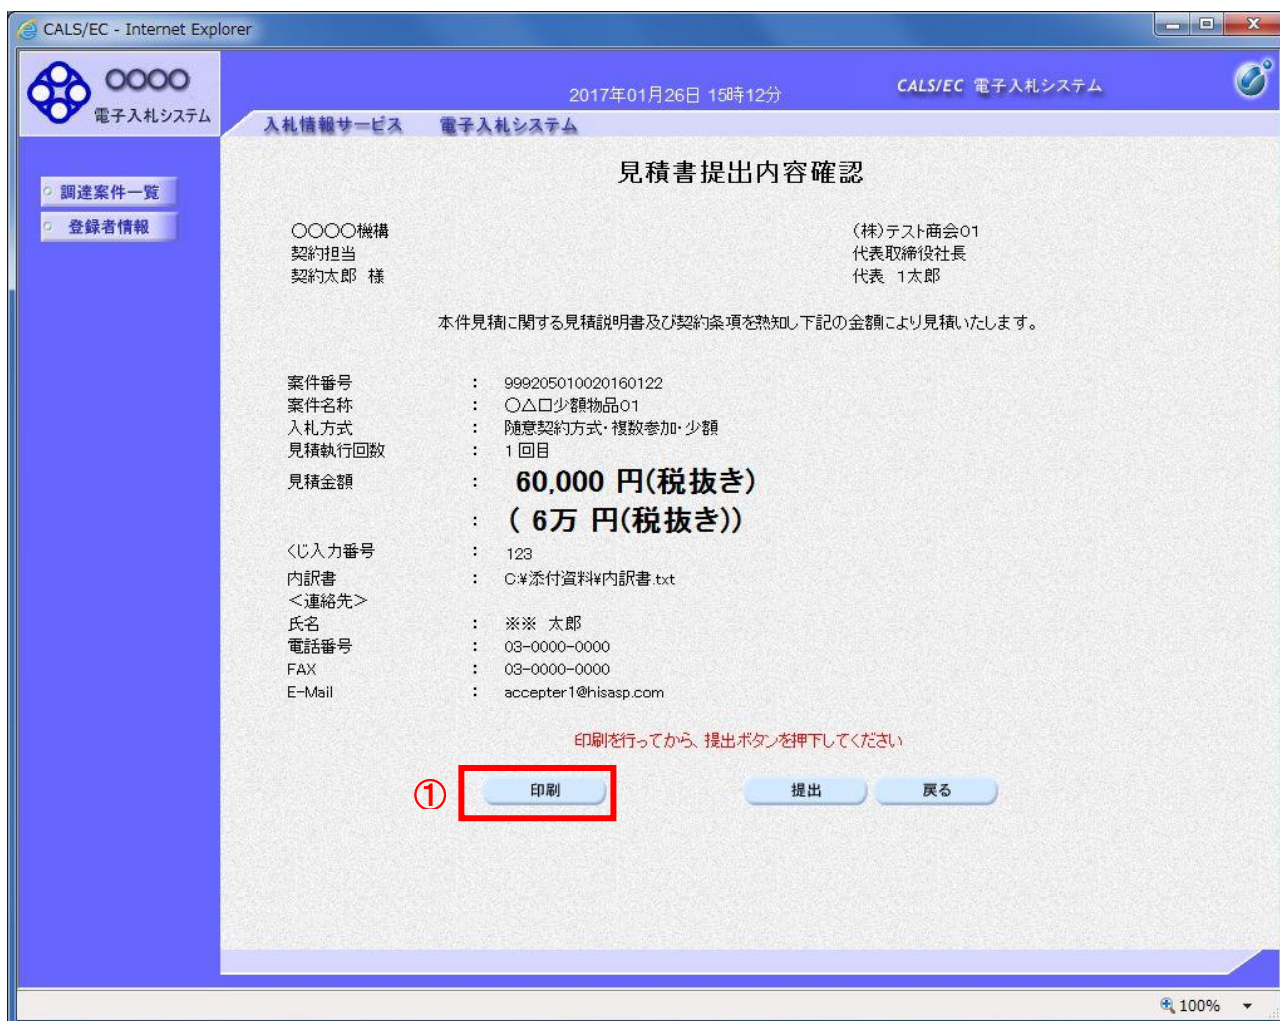 CALS/EC - Internet Explorer
〇〇〇〇
電子入札システム
2017年01月26日 15時12分
CALS/EC 電子入札システム
入札情報サービス 電子入札システム
調達案件一覧
登録者情報
見積書提出内容確認
〇〇〇〇機構
契約担当
契約太郎 様
(株)テスト商会01
代表取締役社長
代表 1太郎
本件見積に関する見積説明書及び契約条項を熟知し下記の金額により見積いたします。
案件番号 : 999205010020160122
案件名称 : 〇△口少額物品01
入札方式 : 随意契約方式・複数参加・少額
見積執行回数 : 1回目
見積金額 : 60,000 円(税抜き)
: ( 6万 円(税抜き))
くじ入力番号 : 123
内訳書 : C:¥添付資料¥内訳書.txt
<連絡先>
氏名 : ※※ 太郎
電話番号 : 03-0000-0000
FAX : 03-0000-0000
E-Mail : accepter1@hisasp.com
印刷を行ってから、提出ボタンを押下してください
① 印刷 提出 戻る
100%